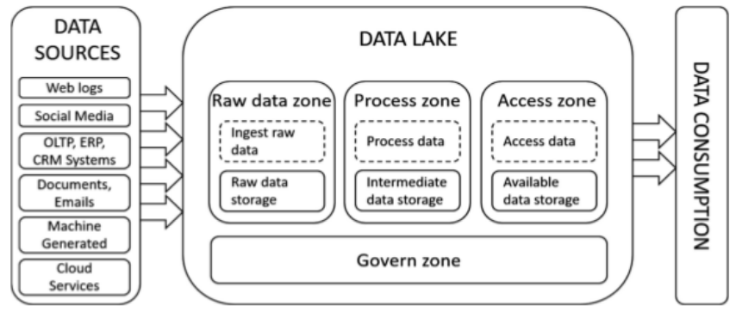 DATA
SOURCES
Web logs
Social Media
OLTP, ERP,
CRM Systems
Documents,
Emails
Machine
Generated
Cloud
Services
DATA LAKE
Raw data zone
Ingest raw
data
Raw data
storage
Process zone
Process data
Intermediate
data storage
Access zone
Access data
Available
data storage
Govern zone
DATA CONSUMPTION